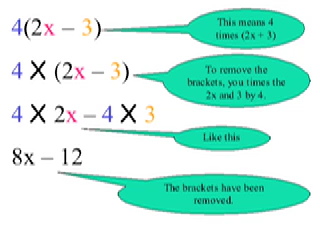 4(2x – 3)
This means 4
times (2x + 3)
4 X (2x – 3)
To remove the
brackets, you times the
2x and 3 by 4.
4 X 2x – 4 X 3
Like this
8x – 12
The brackets have been
removed.